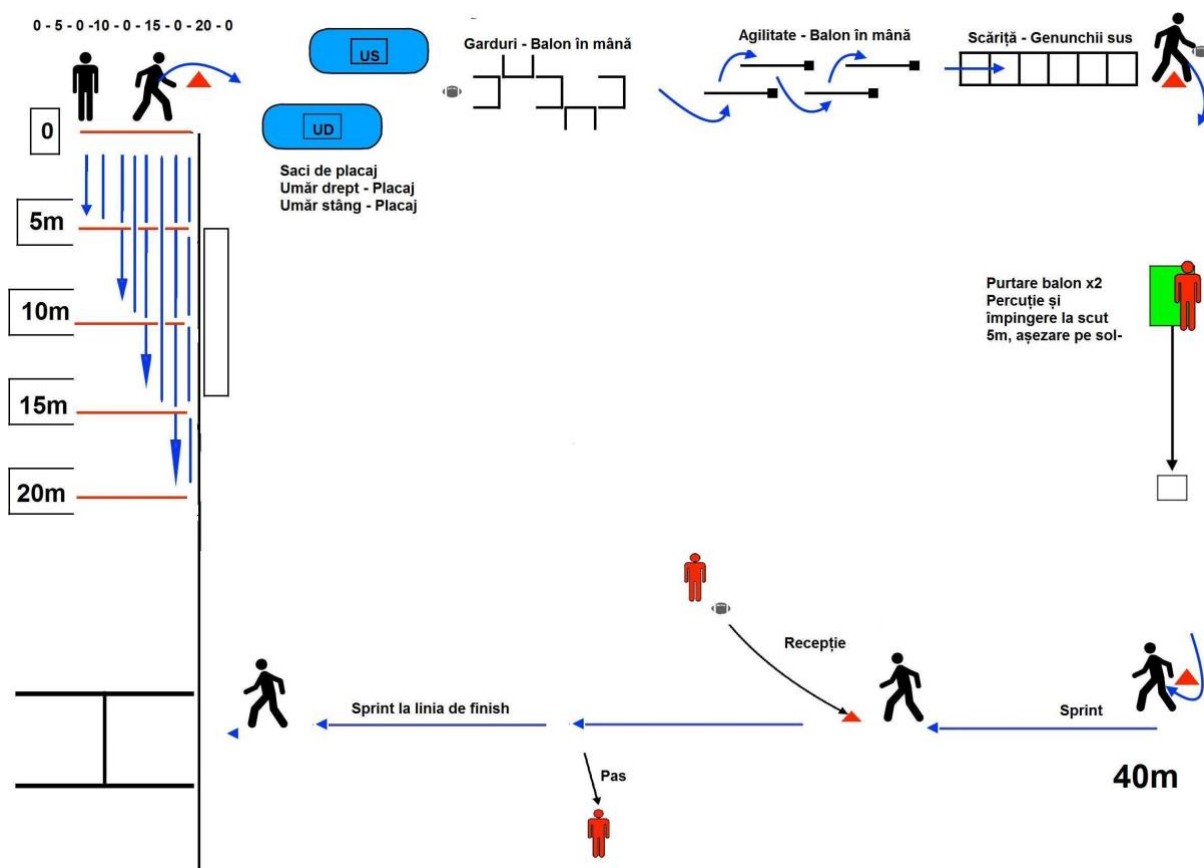 0 - 5 - 0 -10 - 0 - 15 - 0 - 20 - 0
US
UD
Saci de placaj
Umăr drept - Placaj
Umăr stâng - Placaj
Garduri - Balon în mână
Agilitate - Balon în mână
Scăriță - Genunchii sus
0
5m
10m
15m
20m
Purtare balon x2
Percuție și
împingere la scut
5m, așezare pe sol-
Recepție
Sprint
40m
Sprint la linia de finish
Pas